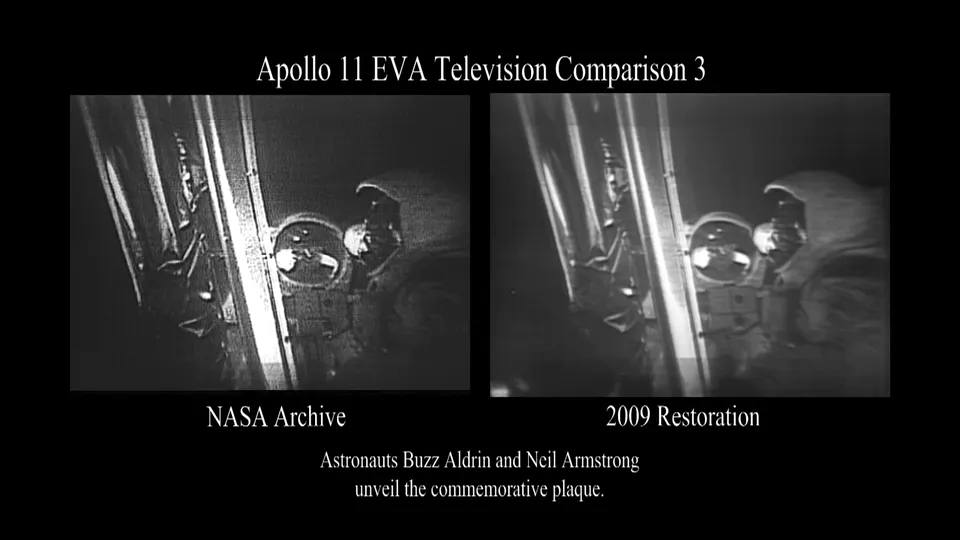 Apollo 11 EVA Television Comparison 3
NASA Archive
2009 Restoration
Astronauts Buzz Aldrin and Neil Armstrong
unveil the commemorative plaque.